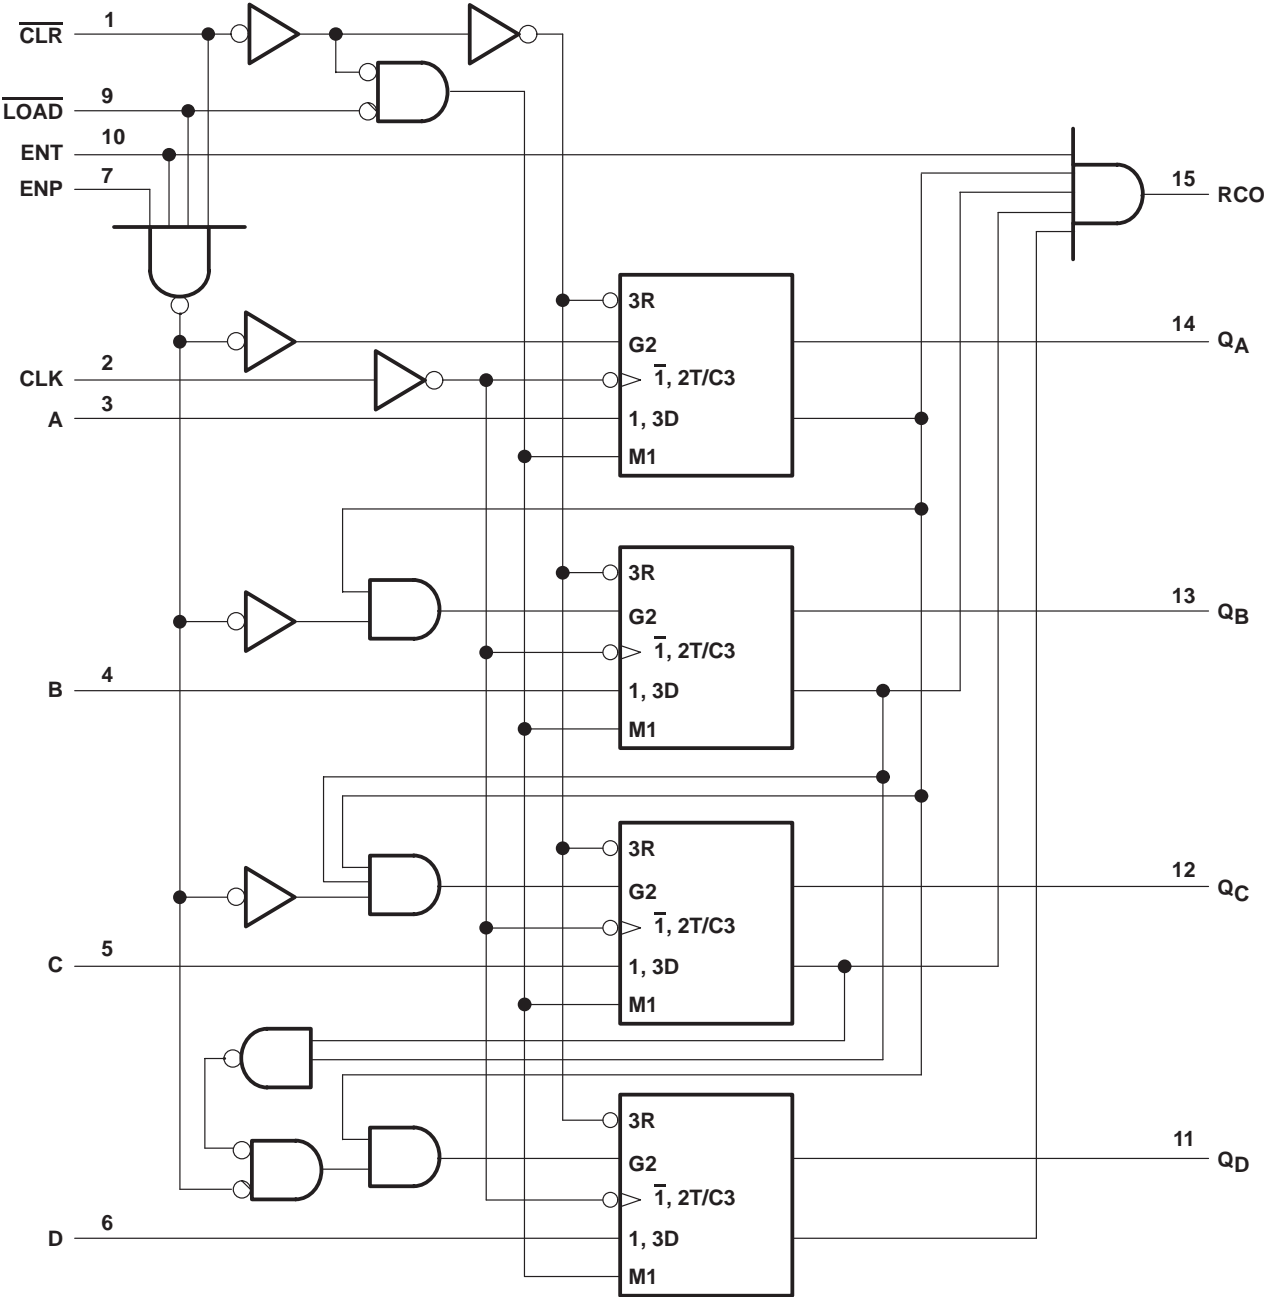 C̅L̅R̅ 1
L̅O̅A̅D̅ 9
ENT 10
ENP 7
15 RCO
3R
G2
CLK 2
1̅, 2T/C3
A 3
1, 3D
M1
14 QA
3R
G2
1̅, 2T/C3
B 4
1, 3D
M1
13 QB
3R
G2
1̅, 2T/C3
C 5
1, 3D
M1
12 QC
3R
G2
1̅, 2T/C3
D 6
1, 3D
M1
11 QD